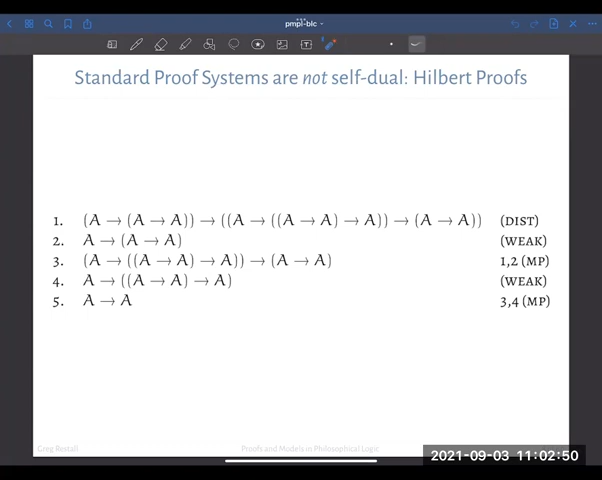 pmpl-blc
Standard Proof Systems are not self-dual: Hilbert Proofs
1. (A → (A → A)) → ((A → ((A → A) → A)) → (A → A)) (DIST)
2. A → (A → A) (WEAK)
3. (A → ((A → A) → A)) → (A → A) 1,2 (MP)
4. A → ((A → A) → A) (WEAK)
5. A → A 3,4 (MP)
Greg Restall Proofs and Models in Philosophical Logic
2021-09-03 11:02:50